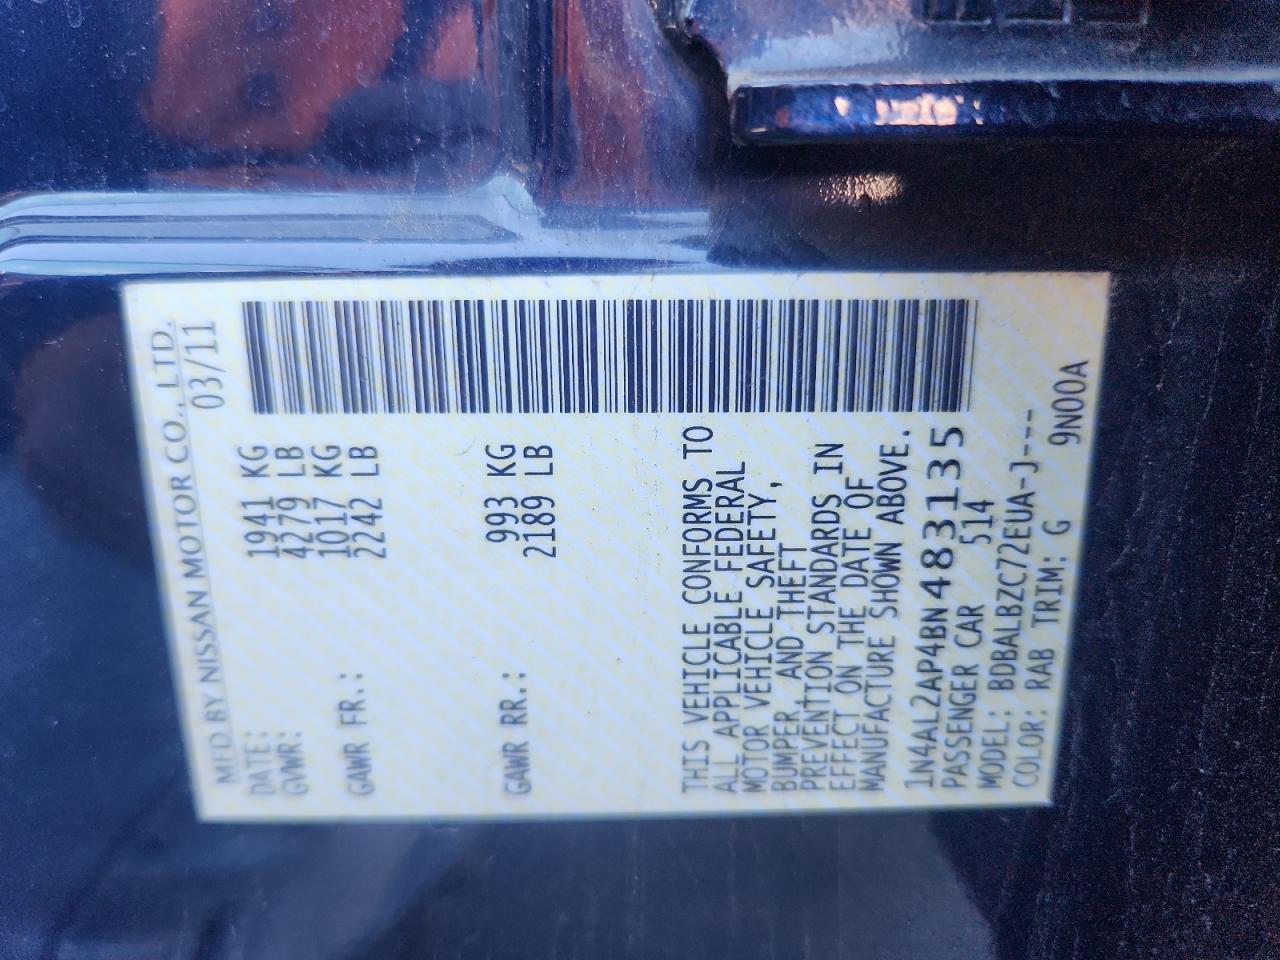 MFD BY NISSAN MOTOR CO., LTD.
DATE: 03/11
GVWR: 1941 KG
4279 LB
GAWR FR.: 1017 KG
2242 LB
GAWR RR.: 993 KG
2189 LB
THIS VEHICLE CONFORMS TO
ALL APPLICABLE FEDERAL
MOTOR VEHICLE SAFETY,
BUMPER AND THEFT
PREVENTION STANDARDS IN
EFFECT ON THE DATE OF
MANUFACTURE SHOWN ABOVE.
1N4AL2AP4BN483135
PASSENGER CAR 514
MODEL: BDBALBZC72EUA-J---
COLOR: RAB TRIM: G 9N00A